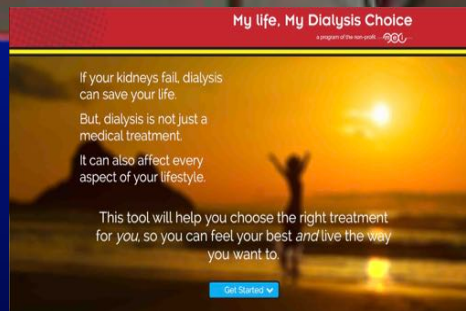 My life, My Dialysis Choice
a program of the non-profit
If your kidneys fail, dialysis
can save your life.
But, dialysis is not just a
medical treatment.
It can also affect every
aspect of your lifestyle.
This tool will help you choose the right treatment
for you, so you can feel your best and live the way
you want to.
Get Started